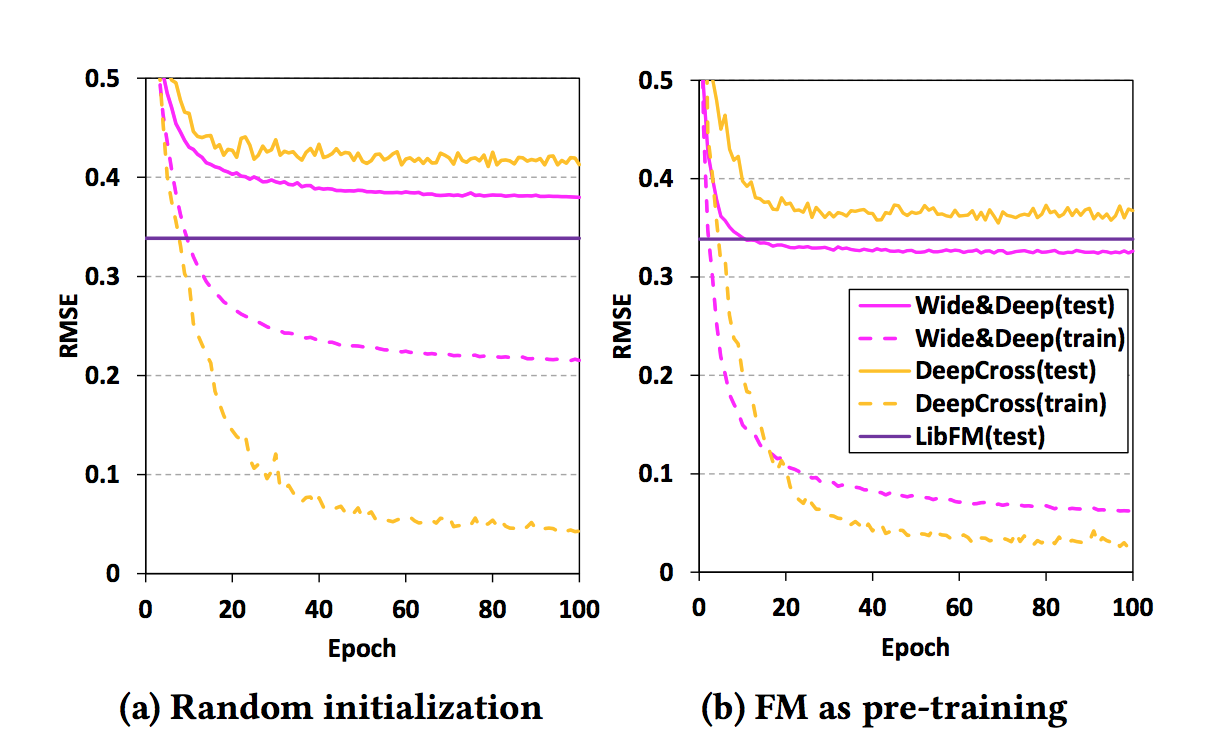 0.5
0.4
0.3
0.2
0.1
0
RMSE
0 20 40 60 80 100
Epoch
(a) Random initialization
0.5
0.4
0.3
0.2
0.1
0
RMSE
Wide&Deep(test)
Wide&Deep(train)
DeepCross(test)
DeepCross(train)
LibFM(test)
0 20 40 60 80 100
Epoch
(b) FM as pre-training